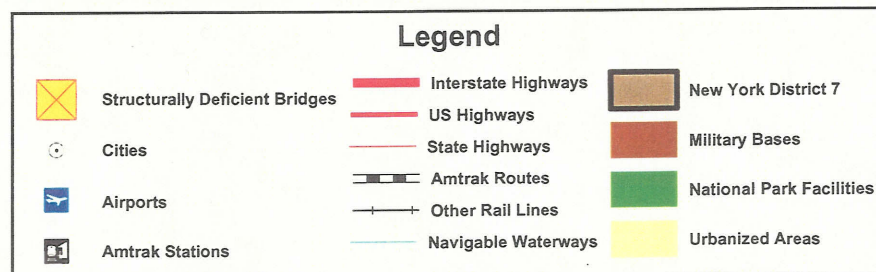 Legend
Structurally Deficient Bridges
Cities
Airports
Amtrak Stations
Interstate Highways
US Highways
State Highways
Amtrak Routes
Other Rail Lines
Navigable Waterways
New York District 7
Military Bases
National Park Facilities
Urbanized Areas